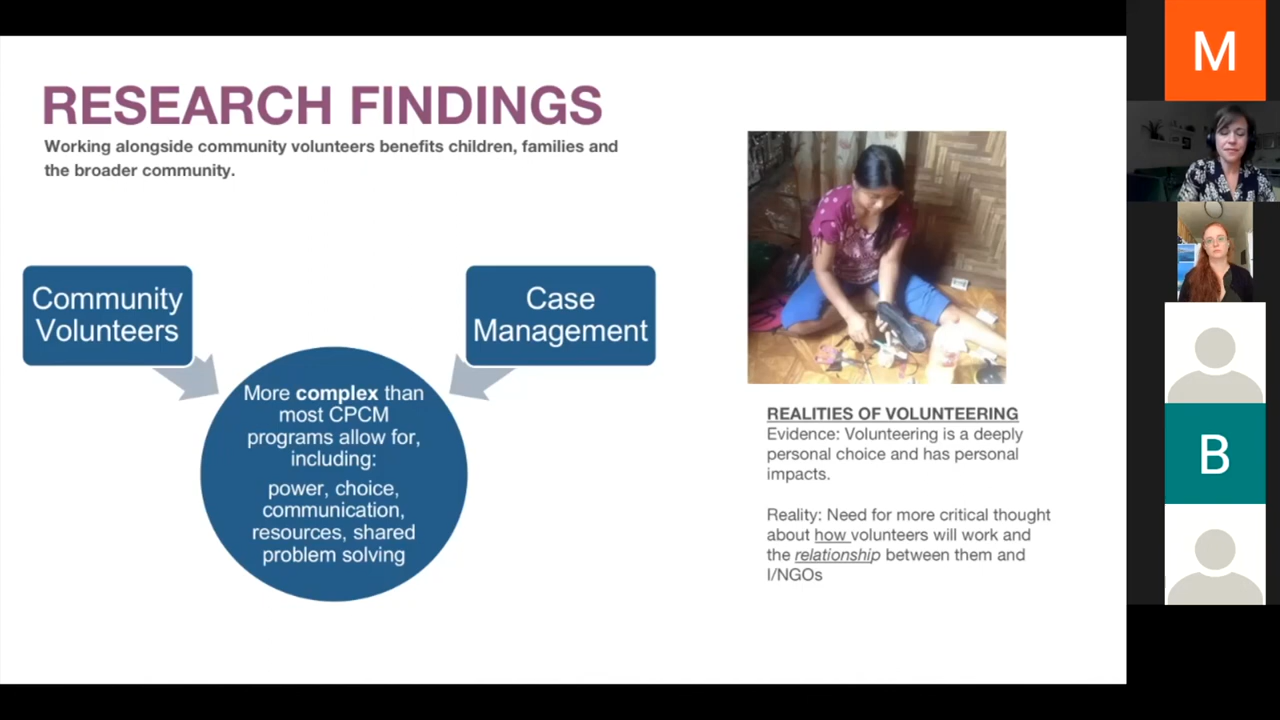 RESEARCH FINDINGS
Working alongside community volunteers benefits children, families and
the broader community.
Community
Volunteers
Case
Management
More complex than
most CPCM
programs allow for,
including:
power, choice,
communication,
resources, shared
problem solving
REALITIES OF VOLUNTEERING
Evidence: Volunteering is a deeply
personal choice and has personal
impacts.
Reality: Need for more critical thought
about how volunteers will work and
the relationship between them and
I/NGOs
M
B